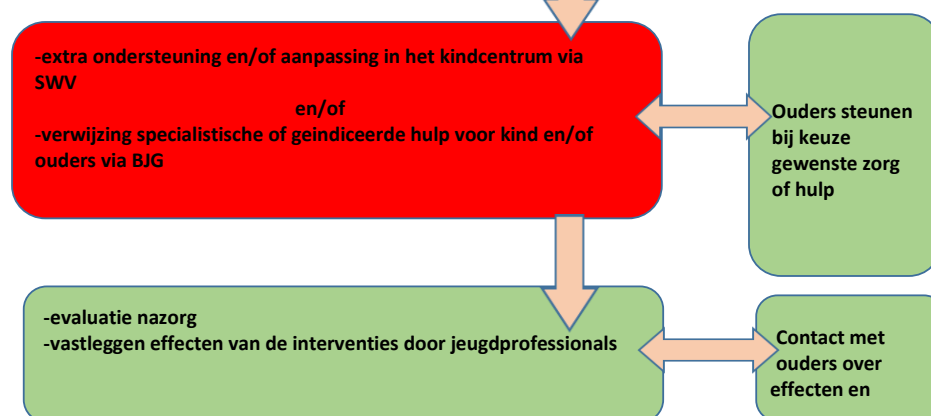 -extra ondersteuning en/of aanpassing in het kindcentrum via
SWV
en/of
-verwijzing specialistische of geindiceerde hulp voor kind en/of
ouders via BJG
Ouders steunen
bij keuze
gewenste zorg
of hulp
-evaluatie nazorg
-vastleggen effecten van de interventies door jeugdprofessionals
Contact met
ouders over
effecten en